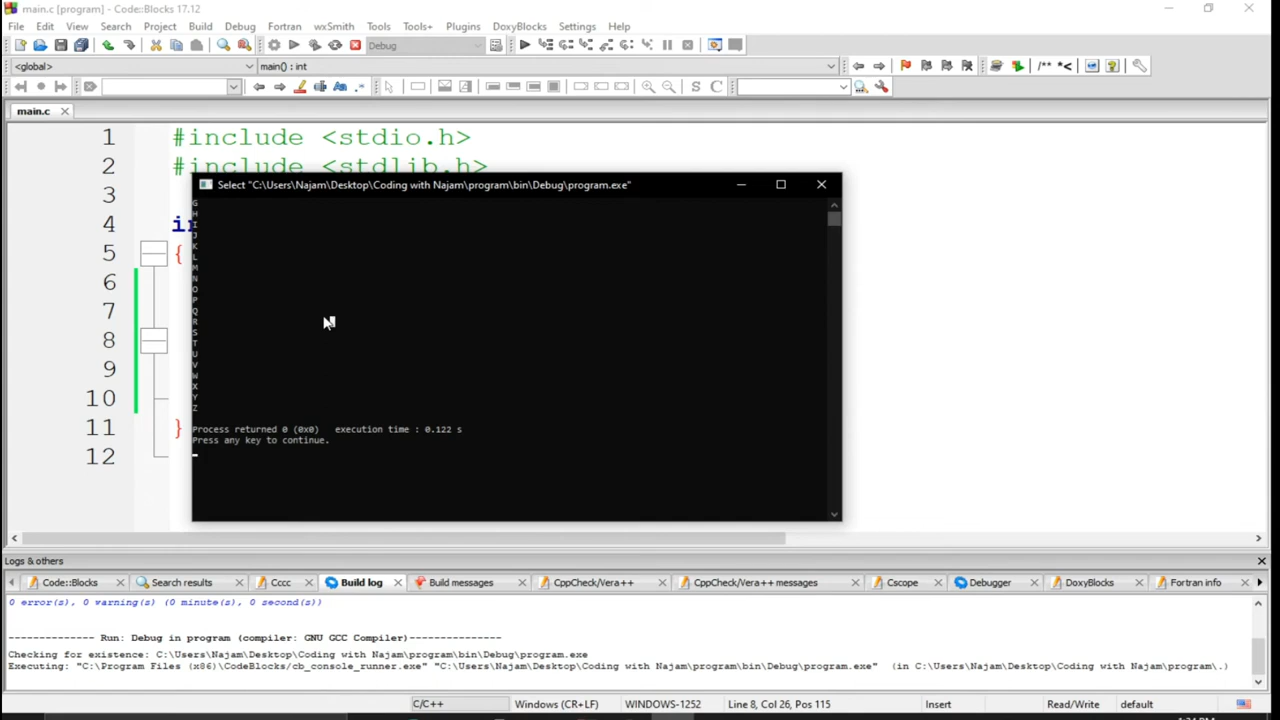 main.c [program] - Code::Blocks 17.12
File Edit View Search Project Build Debug Fortran wxSmith Tools Tools+ Plugins DoxyBlocks Settings Help
Debug
<global> main() : int /** *<
Aa .* S C
main.c
1 #include <stdio.h>
2 #include <stdlib.h>
Select "C:\Users\Najam\Desktop\Coding with Najam\program\bin\Debug\program.exe"
3
4
5 {
6
7
8
9
10
11 }
12
G
H
I
J
K
L
M
N
O
P
Q
R
S
T
U
V
W
X
Y
Z
Process returned 0 (0x0) execution time : 0.122 s
Press any key to continue.
Logs & others
Code::Blocks Search results Cccc Build log Build messages CppCheck/Vera++ CppCheck/Vera++ messages Cscope Debugger DoxyBlocks Fortran info
0 error(s), 0 warning(s) (0 minute(s), 0 second(s))
-------------- Run: Debug in program (compiler: GNU GCC Compiler)---------------
Checking for existence: C:\Users\Najam\Desktop\Coding with Najam\program\bin\Debug\program.exe
Executing: "C:\Program Files (x86)\CodeBlocks/cb_console_runner.exe" "C:\Users\Najam\Desktop\Coding with Najam\program\bin\Debug\program.exe" (in C:\Users\Najam\Desktop\Coding with Najam\program\.)
C/C++ Windows (CR+LF) WINDOWS-1252 Line 8, Col 26, Pos 115 Insert Read/Write default